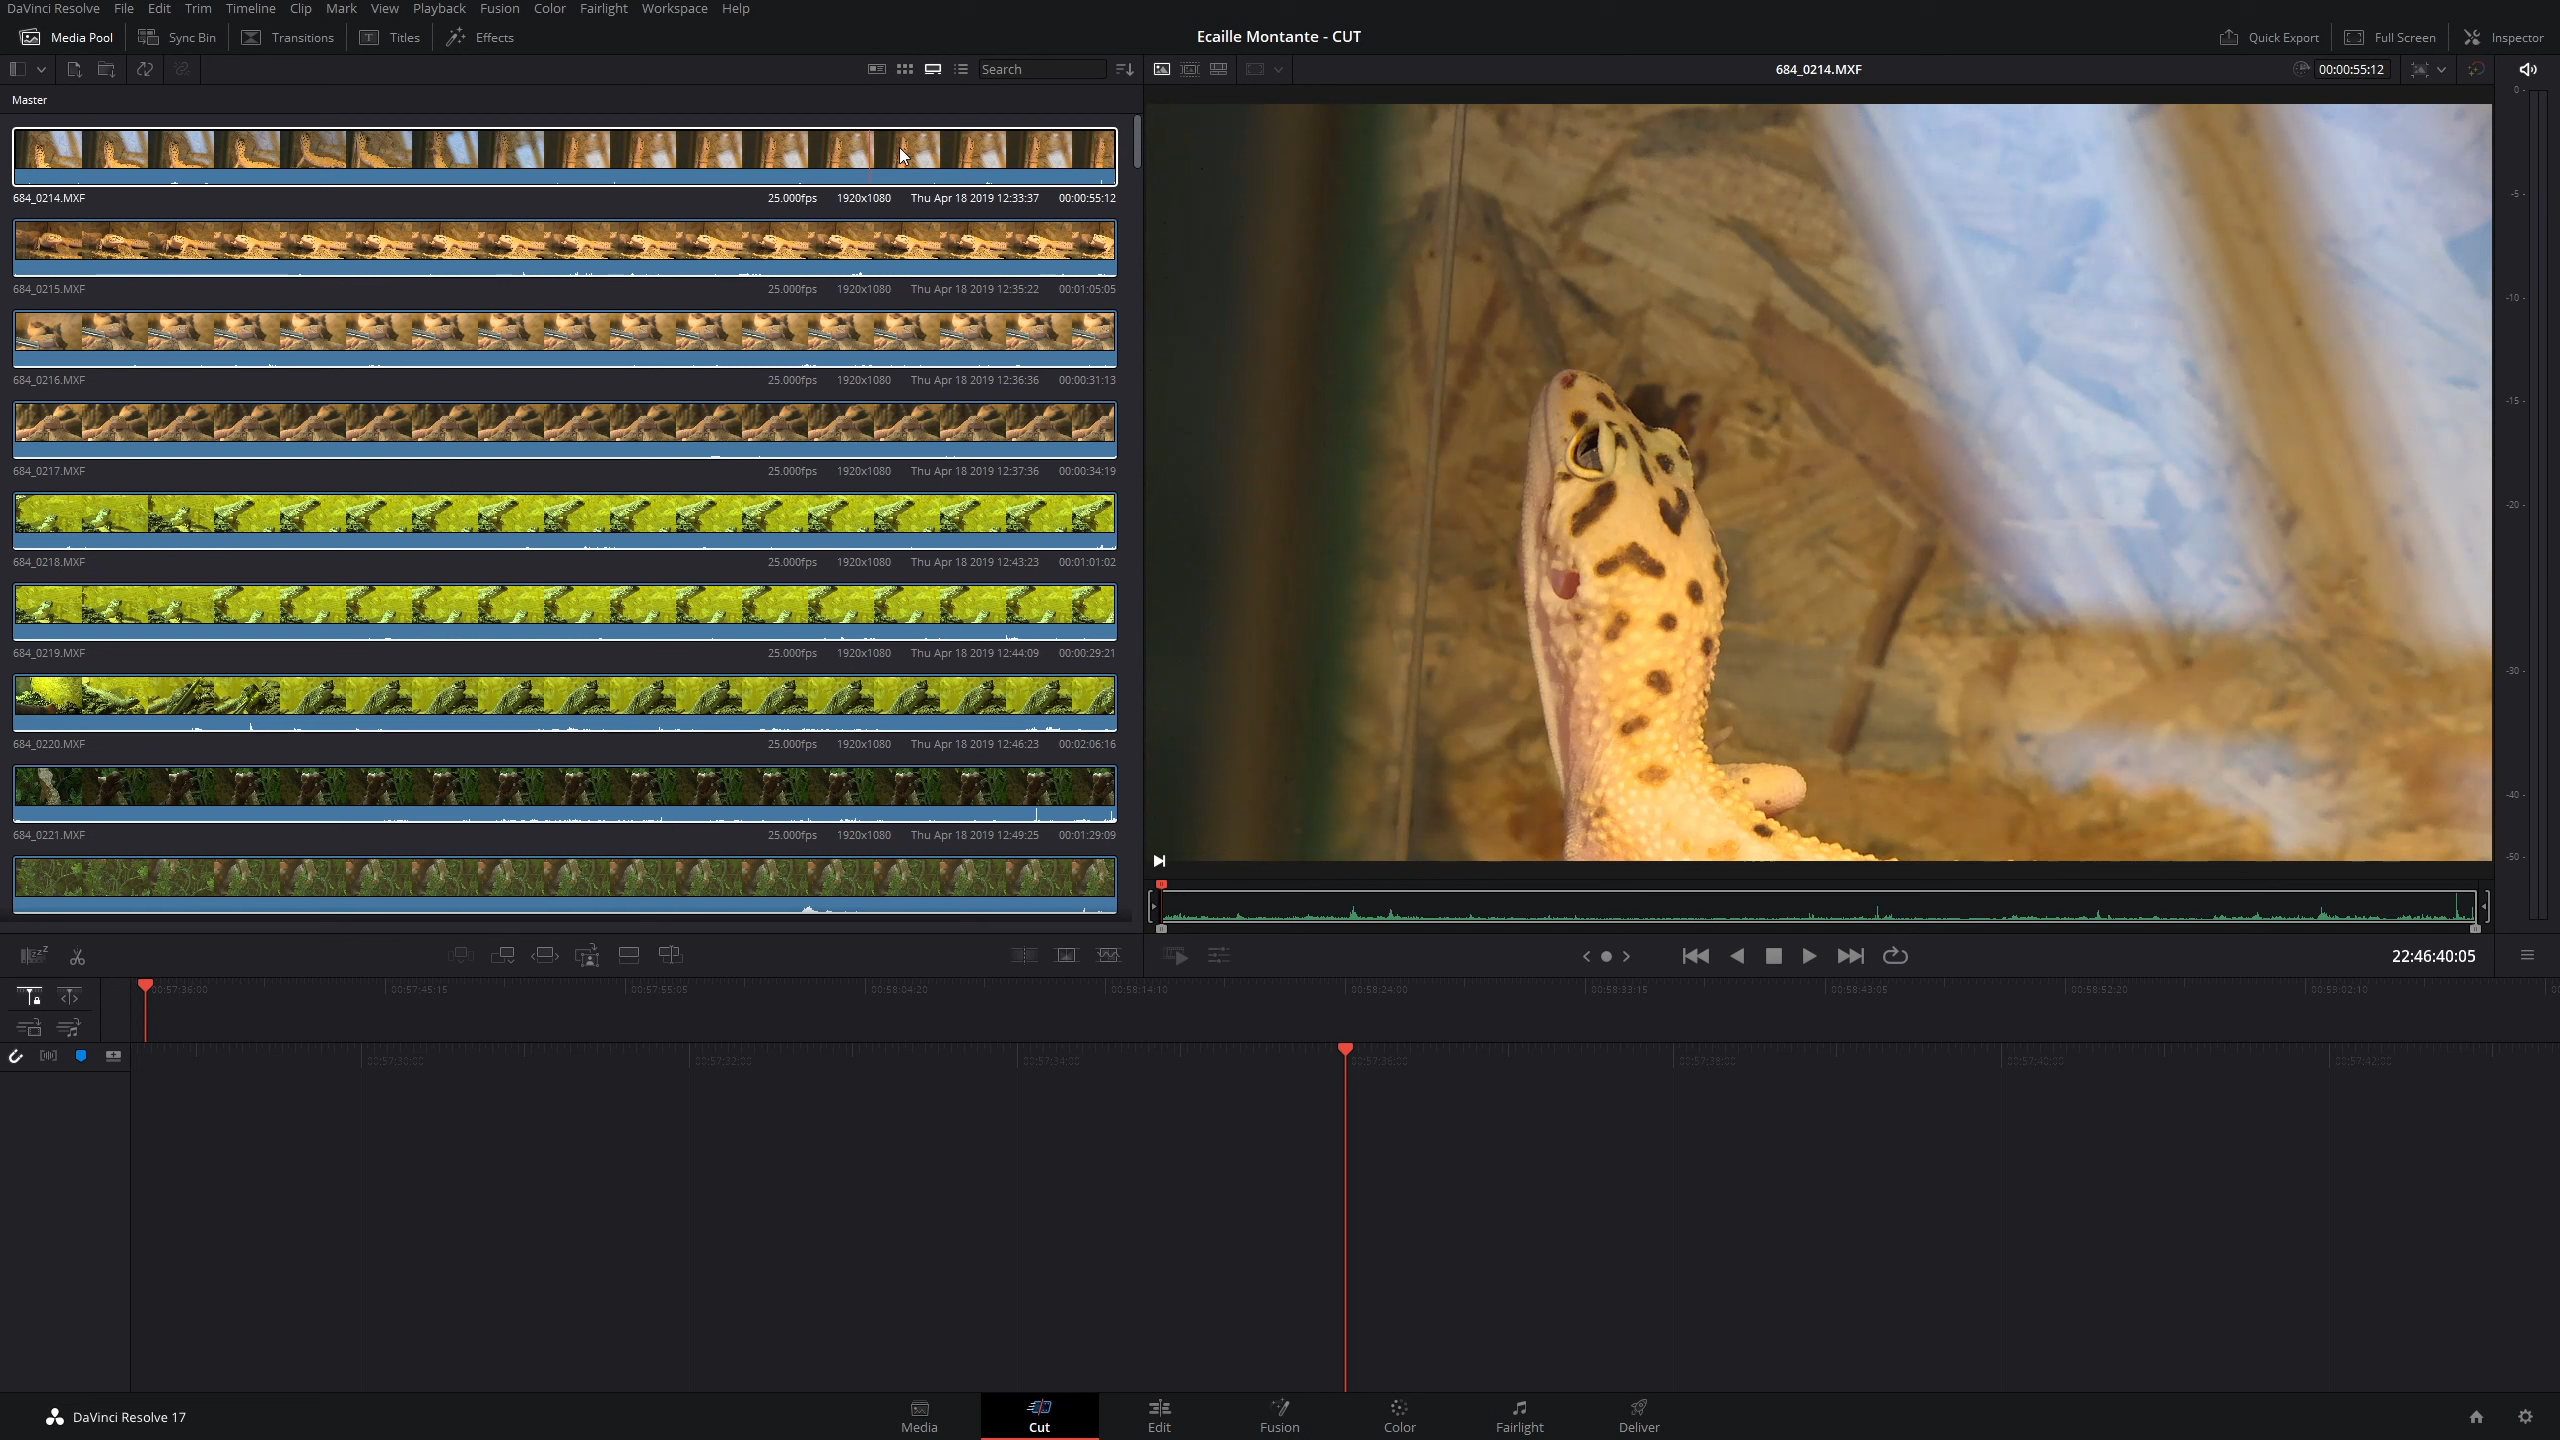 DaVinci Resolve File Edit Trim Timeline Clip Mark View Playback Fusion Color Fairlight Workspace Help
Media Pool Sync Bin Transitions Titles Effects Ecaille Montante - CUT Quick Export Full Screen Inspector
Search 684_0214.MXF 00:00:55:12
Master
684_0214.MXF 25.000fps 1920x1080 Thu Apr 18 2019 12:33:37 00:00:55:12
684_0215.MXF 25.000fps 1920x1080 Thu Apr 18 2019 12:35:22 00:01:05:05
684_0216.MXF 25.000fps 1920x1080 Thu Apr 18 2019 12:36:36 00:00:31:13
684_0217.MXF 25.000fps 1920x1080 Thu Apr 18 2019 12:37:36 00:00:34:19
684_0218.MXF 25.000fps 1920x1080 Thu Apr 18 2019 12:43:23 00:01:01:02
684_0219.MXF 25.000fps 1920x1080 Thu Apr 18 2019 12:44:09 00:00:29:21
684_0220.MXF 25.000fps 1920x1080 Thu Apr 18 2019 12:46:23 00:02:06:16
684_0221.MXF 25.000fps 1920x1080 Thu Apr 18 2019 12:49:25 00:01:29:09
0 -
-5 -
-10 -
-15 -
-20 -
-30 -
-40 -
-50 -
22:46:40:05
00:57:36:00 00:57:45:15 00:57:55:05 00:58:04:20 00:58:14:10 00:58:24:00 00:58:33:15 00:58:43:05 00:58:52:20 00:59:02:10
00:57:30:00 00:57:32:00 00:57:34:00 00:57:36:00 00:57:38:00 00:57:40:00 00:57:42:00
DaVinci Resolve 17 Media Cut Edit Fusion Color Fairlight Deliver